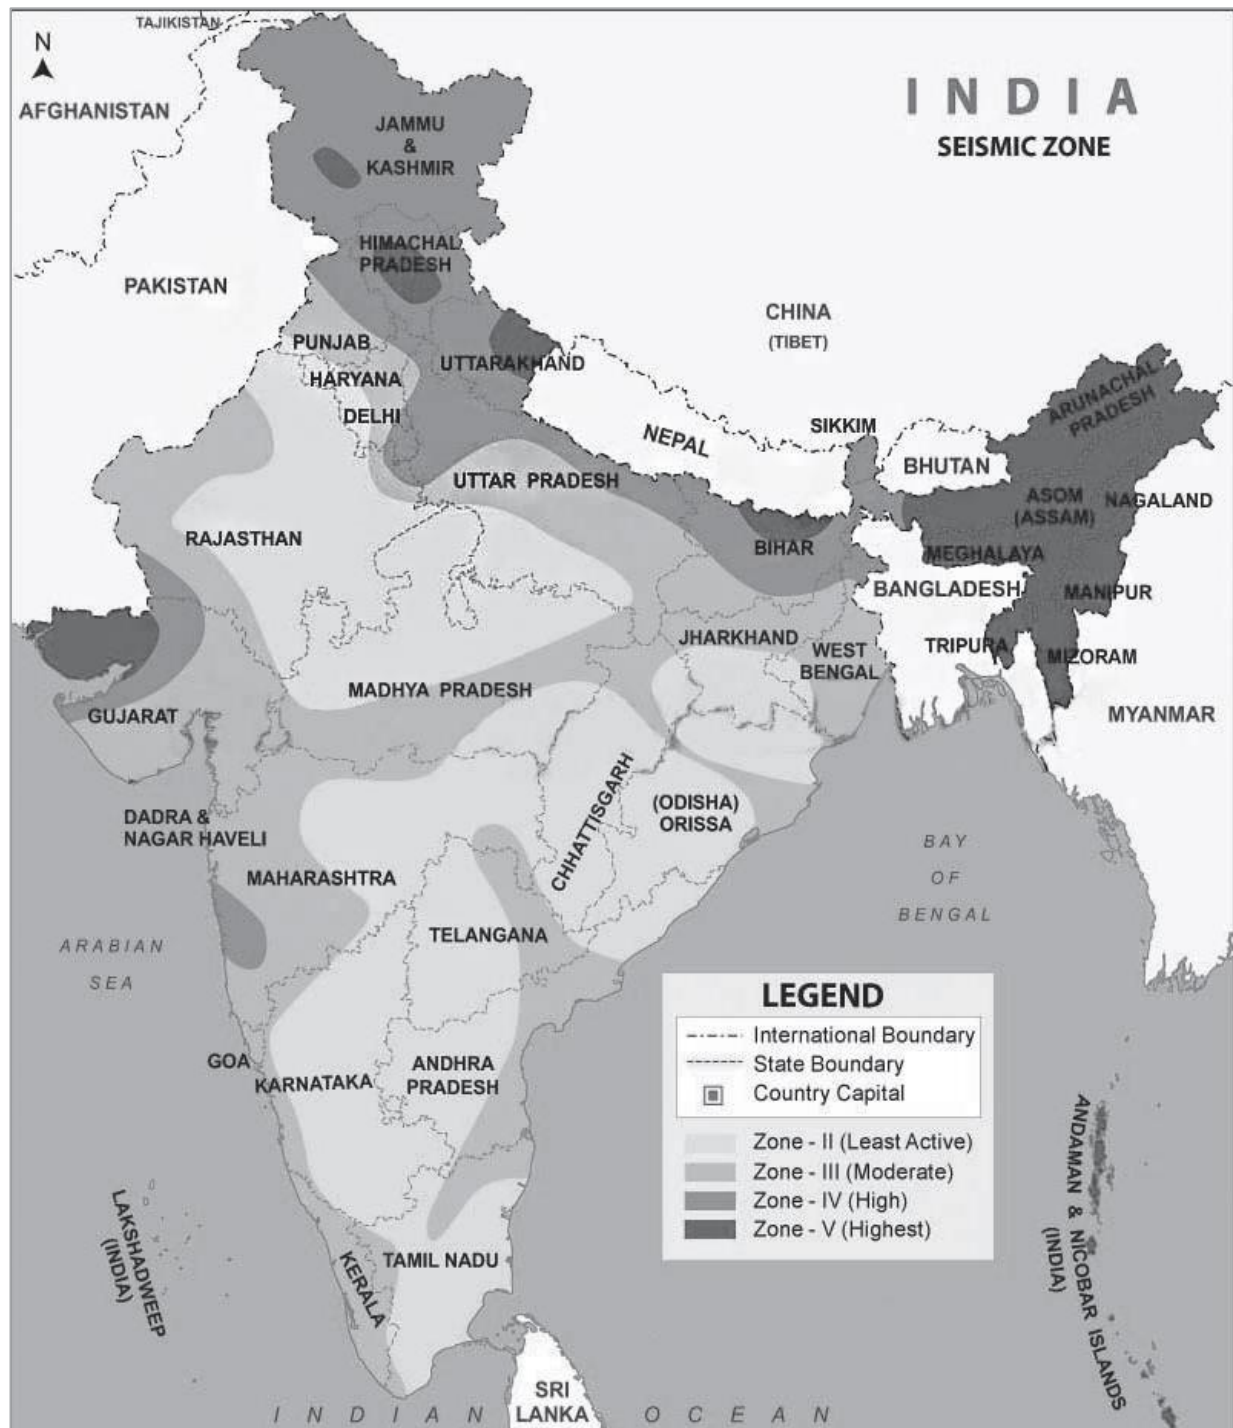 TAJIKISTAN
N
AFGHANISTAN
INDIA
SEISMIC ZONE
JAMMU
&
KASHMIR
HIMACHAL
PRADESH
PAKISTAN
CHINA
(TIBET)
PUNJAB
UTTARAKHAND
HARYANA
DELHI
NEPAL
SIKKIM
ARUNACHAL
PRADESH
BHUTAN
UTTAR PRADESH
ASOM
(ASSAM)
NAGALAND
RAJASTHAN
BIHAR
MEGHALAYA
BANGLADESH
MANIPUR
JHARKHAND
WEST
BENGAL
TRIPURA
MIZORAM
MADHYA PRADESH
GUJARAT
MYANMAR
DADRA &
NAGAR HAVELI
CHHATTISGARH
(ODISHA)
ORISSA
BAY
OF
BENGAL
MAHARASHTRA
TELANGANA
ARABIAN
SEA
GOA
KARNATAKA
ANDHRA
PRADESH
LEGEND
International Boundary
State Boundary
Country Capital
Zone - II (Least Active)
Zone - III (Moderate)
Zone - IV (High)
Zone - V (Highest)
ANDAMAN & NICOBAR ISLANDS
(INDIA)
LAKSHADWEEP
(INDIA)
KERALA
TAMIL NADU
SRI
LANKA
INDIAN OCEAN